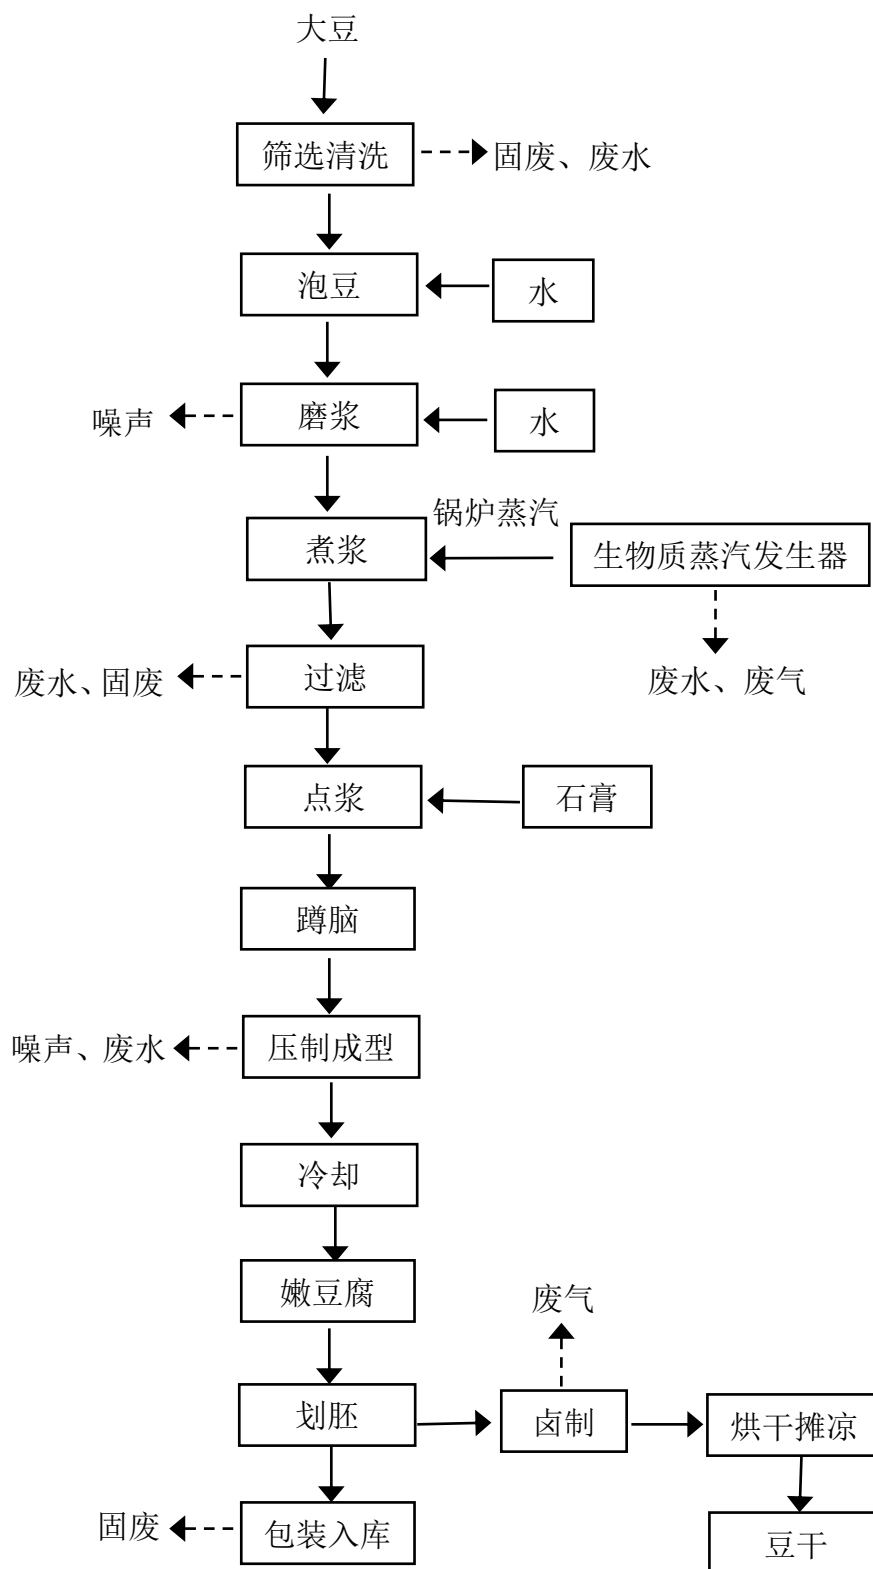 大豆
筛选清洗
固废、废水
泡豆
水
噪声
磨浆
水
锅炉蒸汽
煮浆
生物质蒸汽发生器
废水、固废
过滤
废水、废气
点浆
石膏
蹲脑
噪声、废水
压制成型
冷却
嫩豆腐
废气
划胚
卤制
烘干摊凉
固废
包装入库
豆干